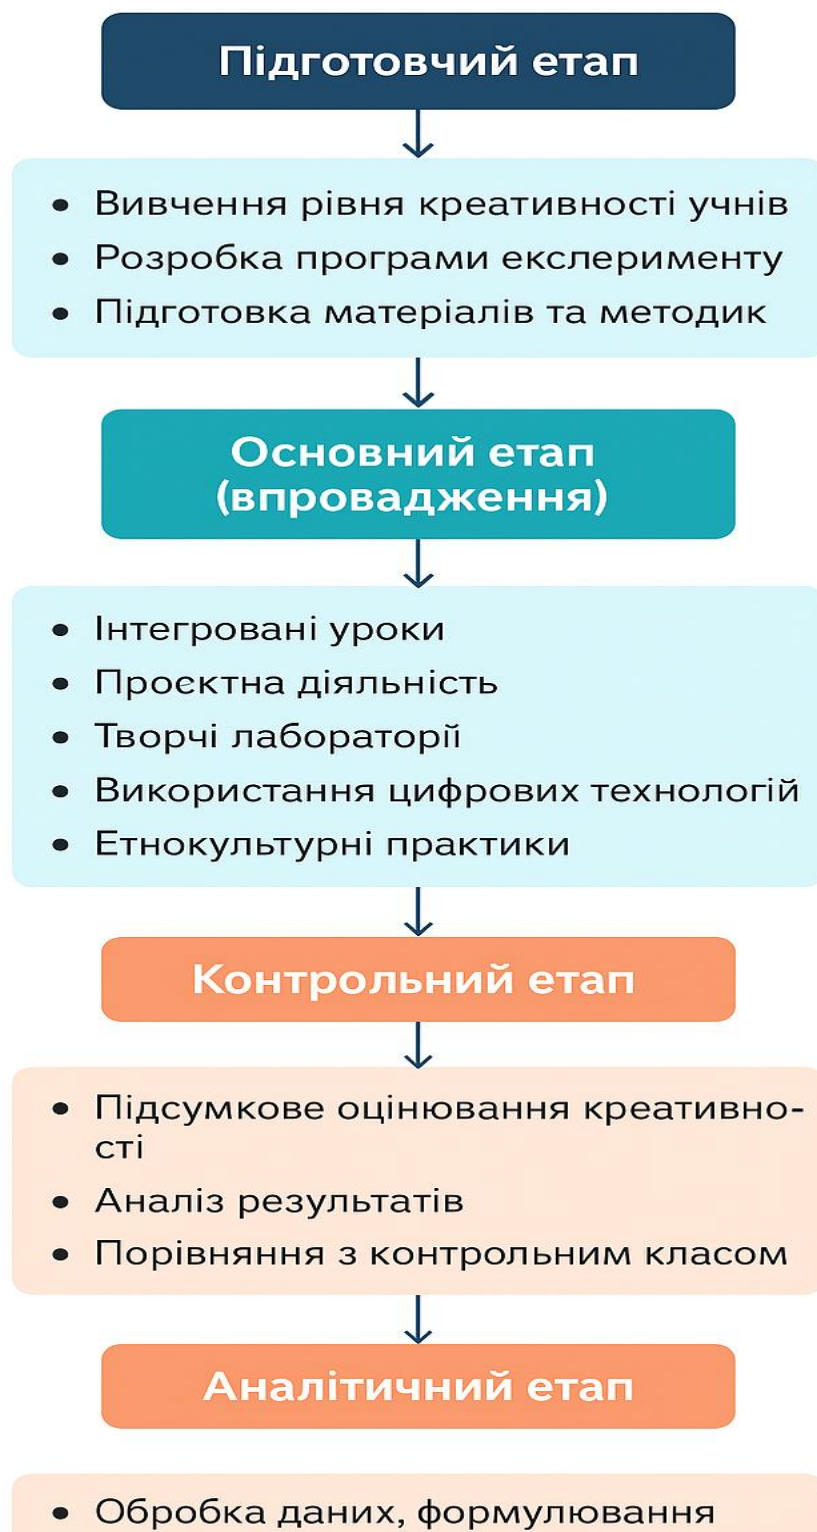 Підготовчий етап
• Вивчення рівня креативності учнів
• Розробка програми екслерименту
• Підготовка матеріалів та методик
Основний етап
(впровадження)
• Інтегровані уроки
• Проєктна діяльність
• Творчі лабораторії
• Використання цифрових технологій
• Етнокультурні практики
Контрольний етап
• Підсумкове оцінювання креативно-
сті
• Аналіз результатів
• Порівняння з контрольним класом
Аналітичний етап
• Обробка даних, формулювання